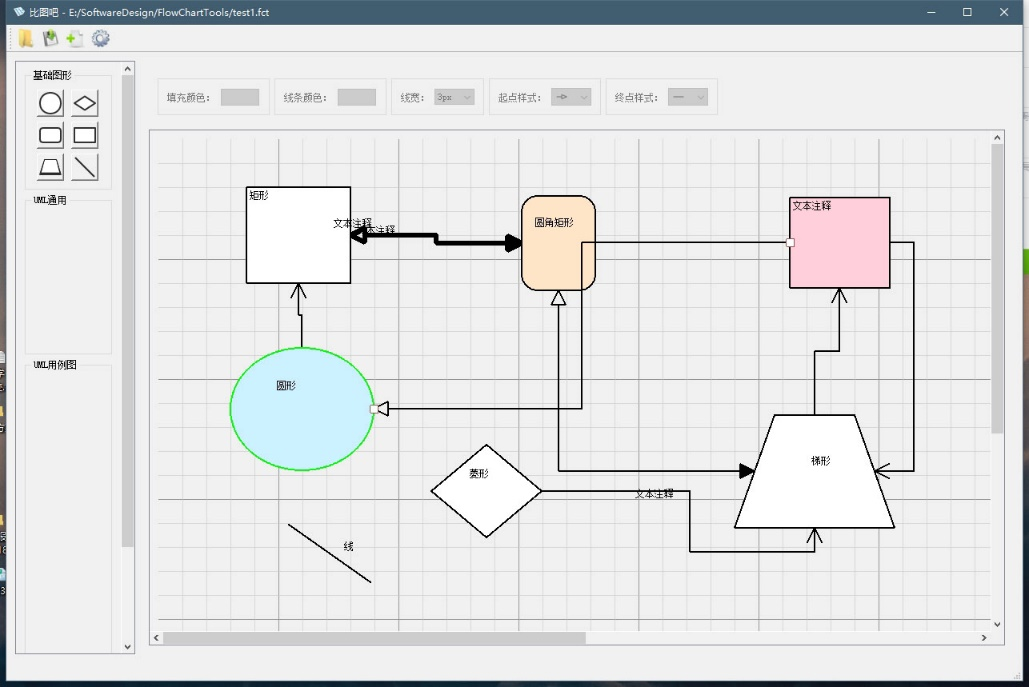 比图吧 - E:/SoftwareDesign/FlowChartTools/test1.fct
基础图形
填充颜色：
线条颜色：
线宽：
3px
起点样式：
终点样式：
UML通用
UML用例图
矩形
文本注释
圆角矩形
文本注释
圆形
菱形
梯形
文本注释
线